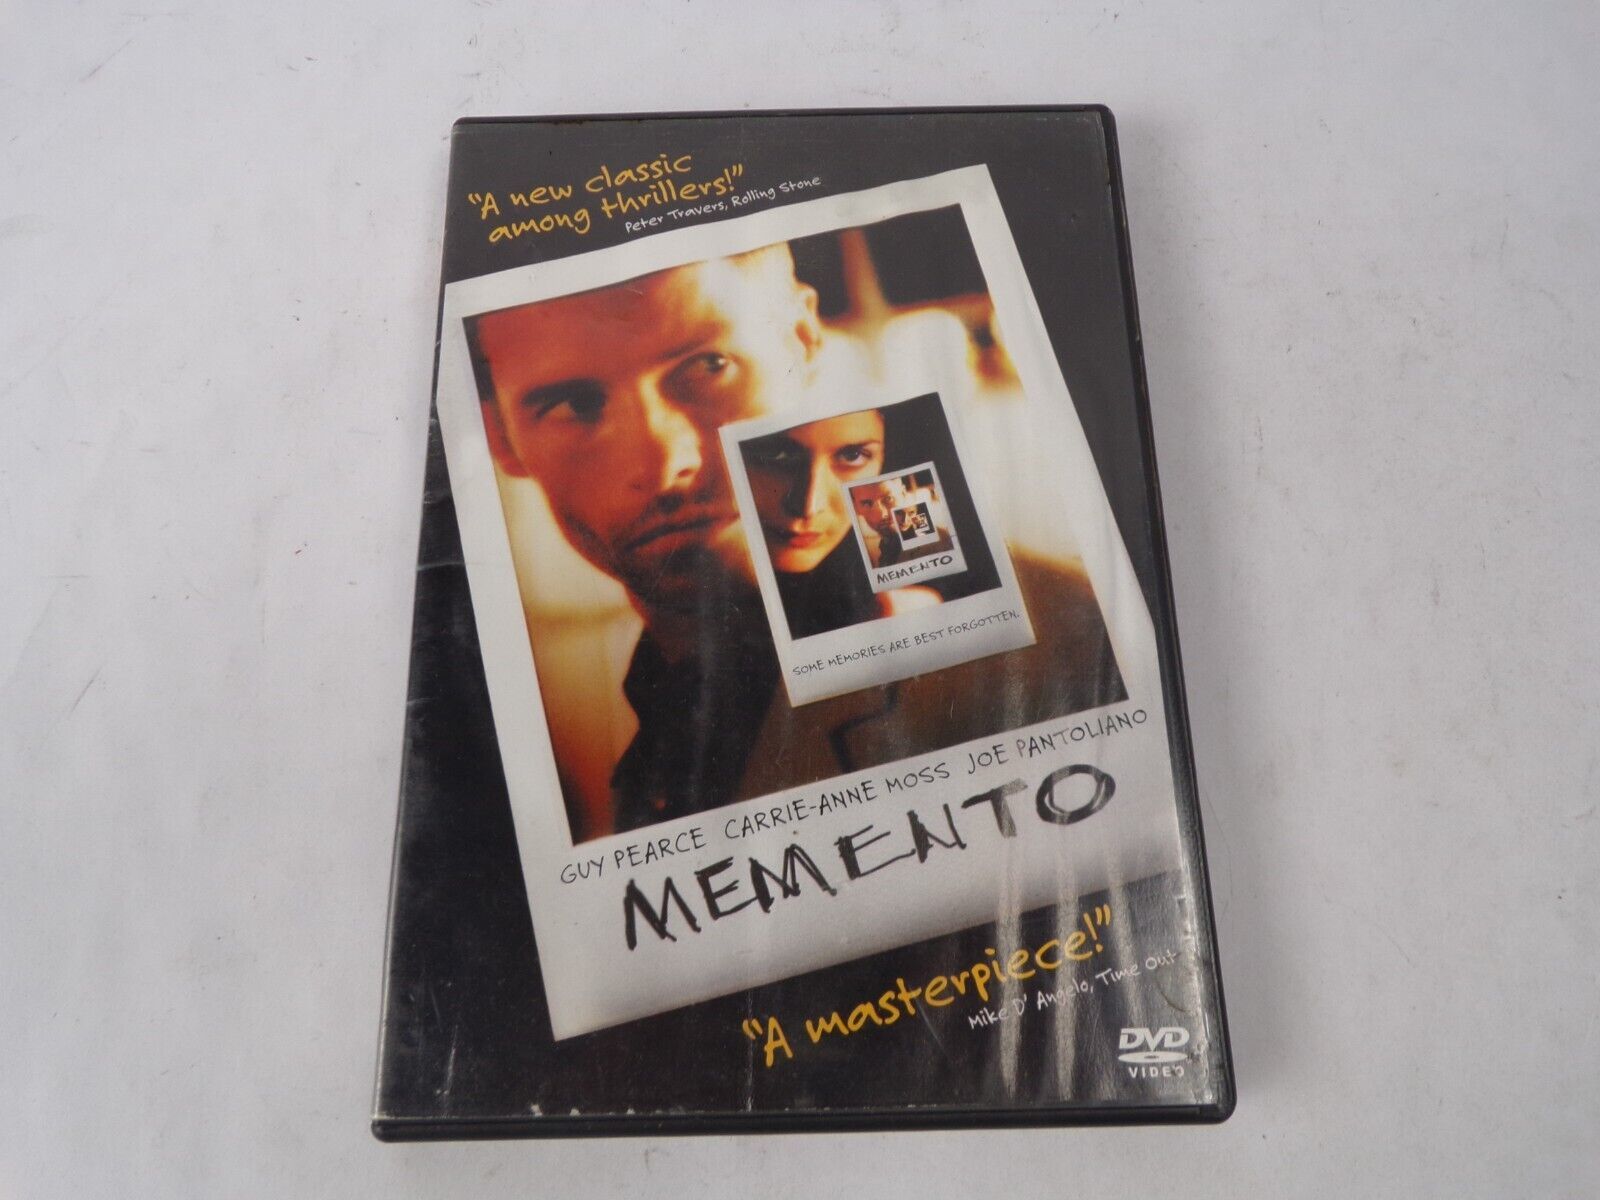 "A new classic
among thrillers!"
Peter Travers, Rolling Stone
MEMENTO
SOME MEMORIES ARE BEST FORGOTTEN.
GUY PEARCE CARRIE-ANNE MOSS JOE PANTOLIANO
MEMENTO
"A masterpiece!"
Mike D'Angelo, Time Out
DVD
VIDEO